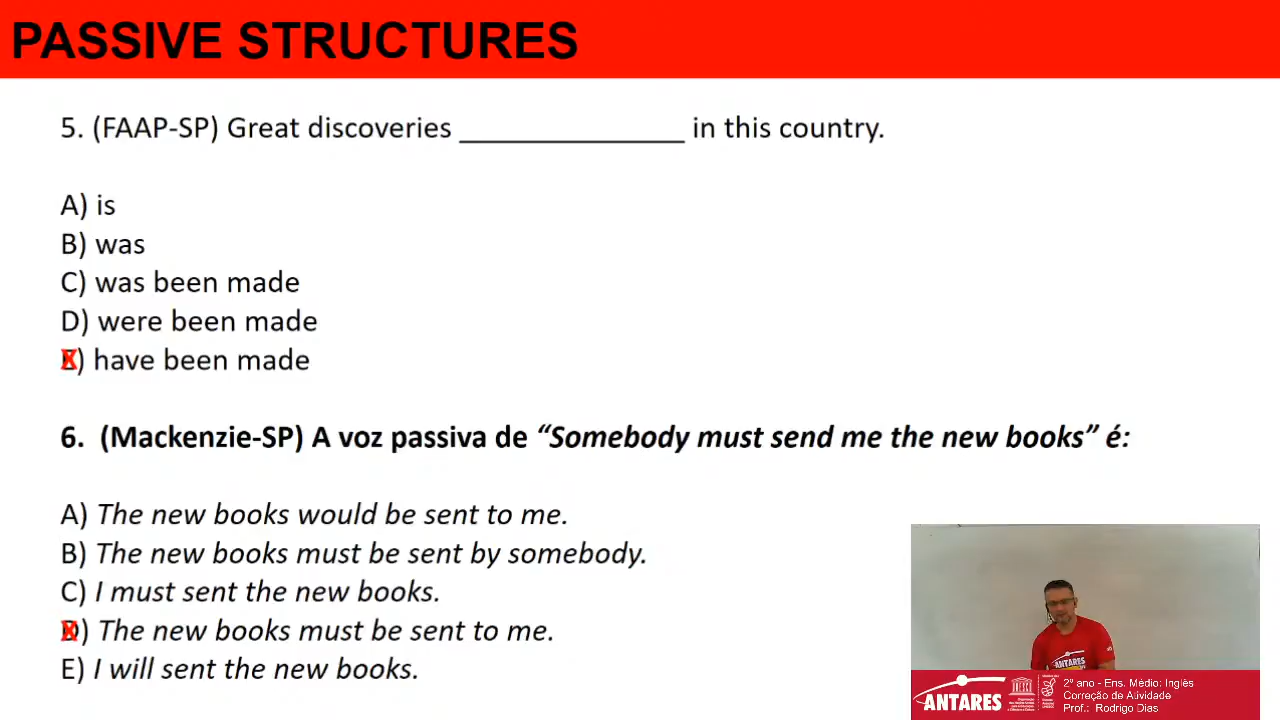 PASSIVE STRUCTURES
5. (FAAP-SP) Great discoveries _______________ in this country.
A) is
B) was
C) was been made
D) were been made
E) have been made
6. (Mackenzie-SP) A voz passiva de “Somebody must send me the new books” é:
A) The new books would be sent to me.
B) The new books must be sent by somebody.
C) I must sent the new books.
D) The new books must be sent to me.
E) I will sent the new books.
ANTARES
ANTARES
2º ano - Ens. Médio: Inglês
Correção de Atividade
Prof.: Rodrigo Dias